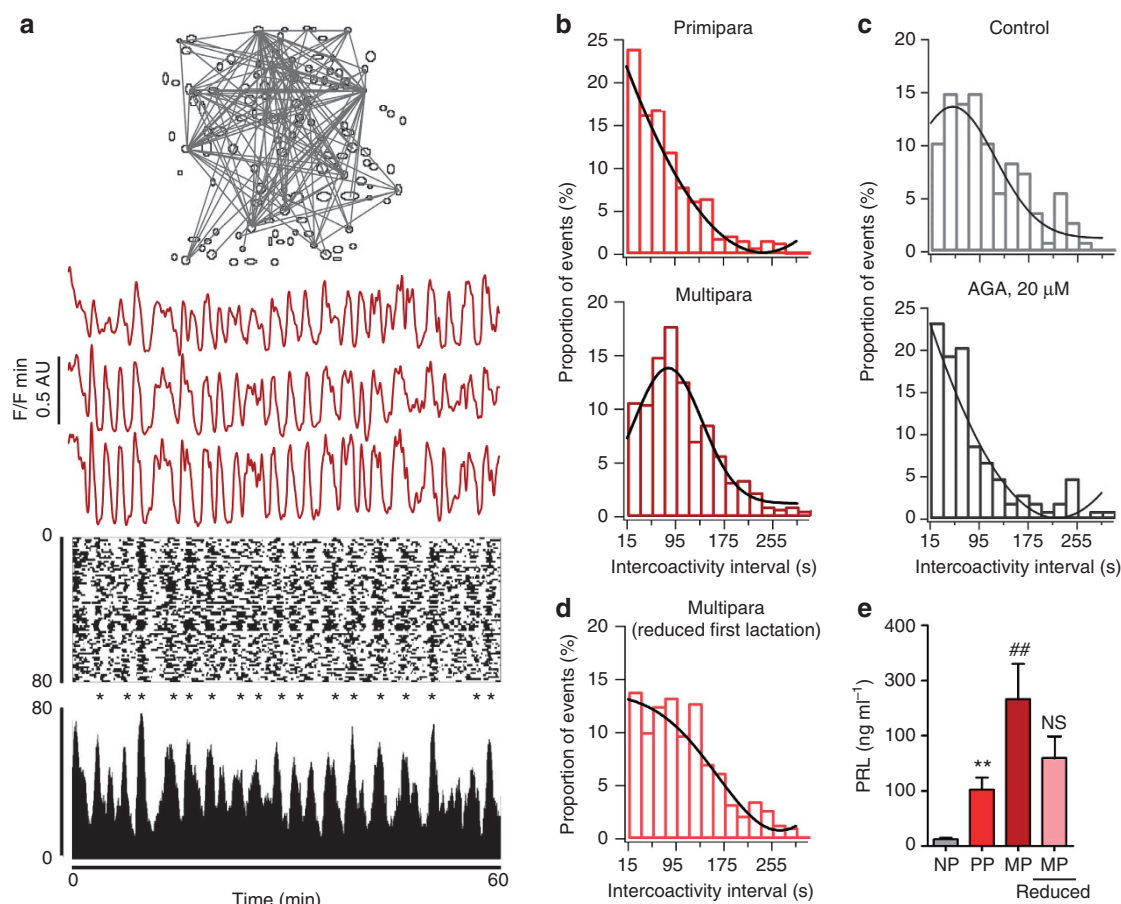 a
F/F min
0.5 AU
0
80
* * * * * * * * * * * * * * * * *
80
0
0 60
Time (min)
b
Primipara
25
20
15
10
5
0
Multipara
20
15
10
5
0
15 95 175 255
Intercoactivity interval (s)
Proportion of events (%)
c
Control
20
15
10
5
0
AGA, 20 μM
25
20
15
10
5
0
15 95 175 255
Intercoactivity interval (s)
Proportion of events (%)
d
Multipara
(reduced first lactation)
20
15
10
5
0
15 95 175 255
Intercoactivity interval (s)
Proportion of events (%)
e
400
300
100
100
0
PRL (ng ml⁻¹)
**
##
NS
NP PP MP MP
Reduced